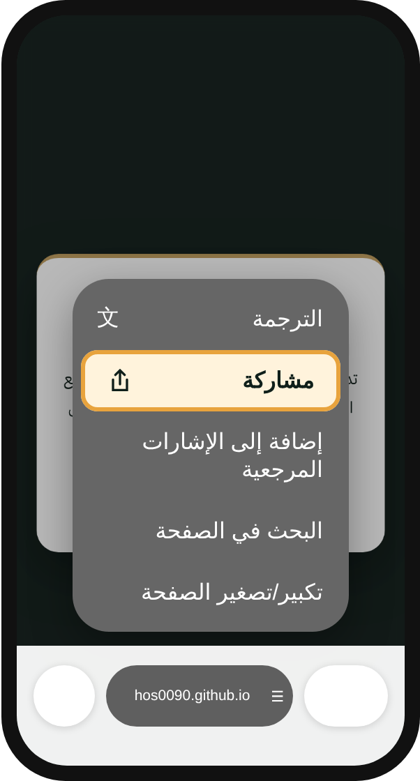 الترجمة
مشاركة
إضافة إلى الإشارات
المرجعية
البحث في الصفحة
تكبير/تصغير الصفحة
hos0090.github.io